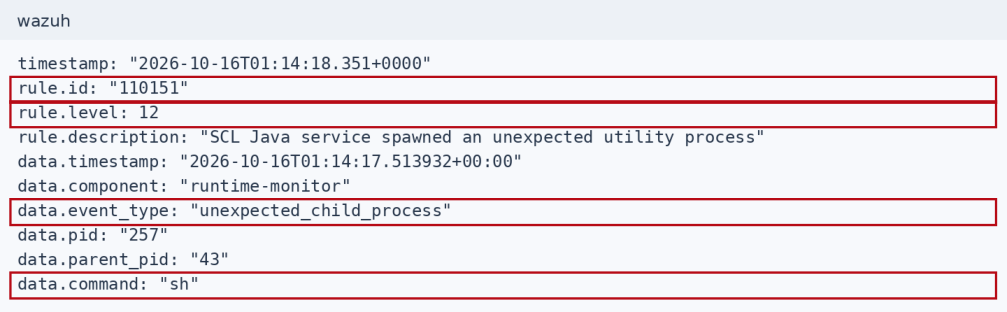 wazuh
timestamp: "2026-10-16T01:14:18.351+0000"
rule.id: "110151"
rule.level: 12
rule.description: "SCL Java service spawned an unexpected utility process"
data.timestamp: "2026-10-16T01:14:17.513932+00:00"
data.component: "runtime-monitor"
data.event_type: "unexpected_child_process"
data.pid: "257"
data.parent_pid: "43"
data.command: "sh"